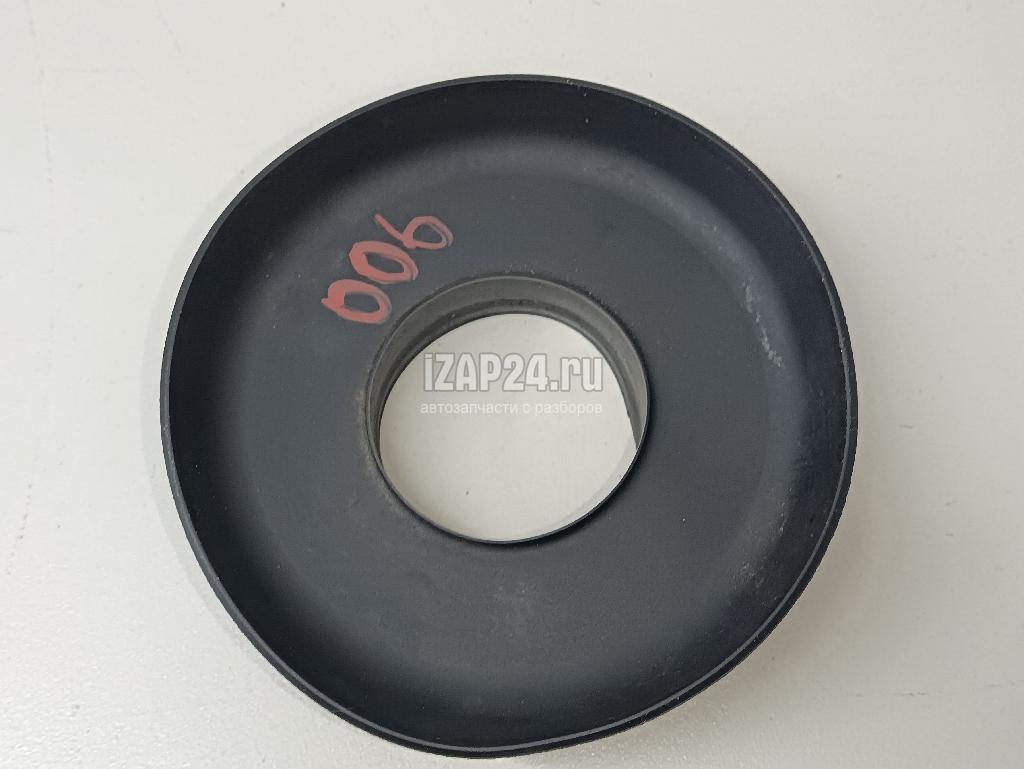 006
iZAP24.ru
автозапчасти с разборов